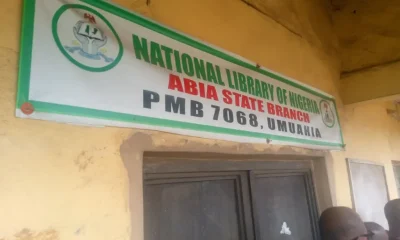 NATIONAL LIBRARY OF NIGERIA
ABIA STATE BRANCH
PMB 7068, UMUAHIA